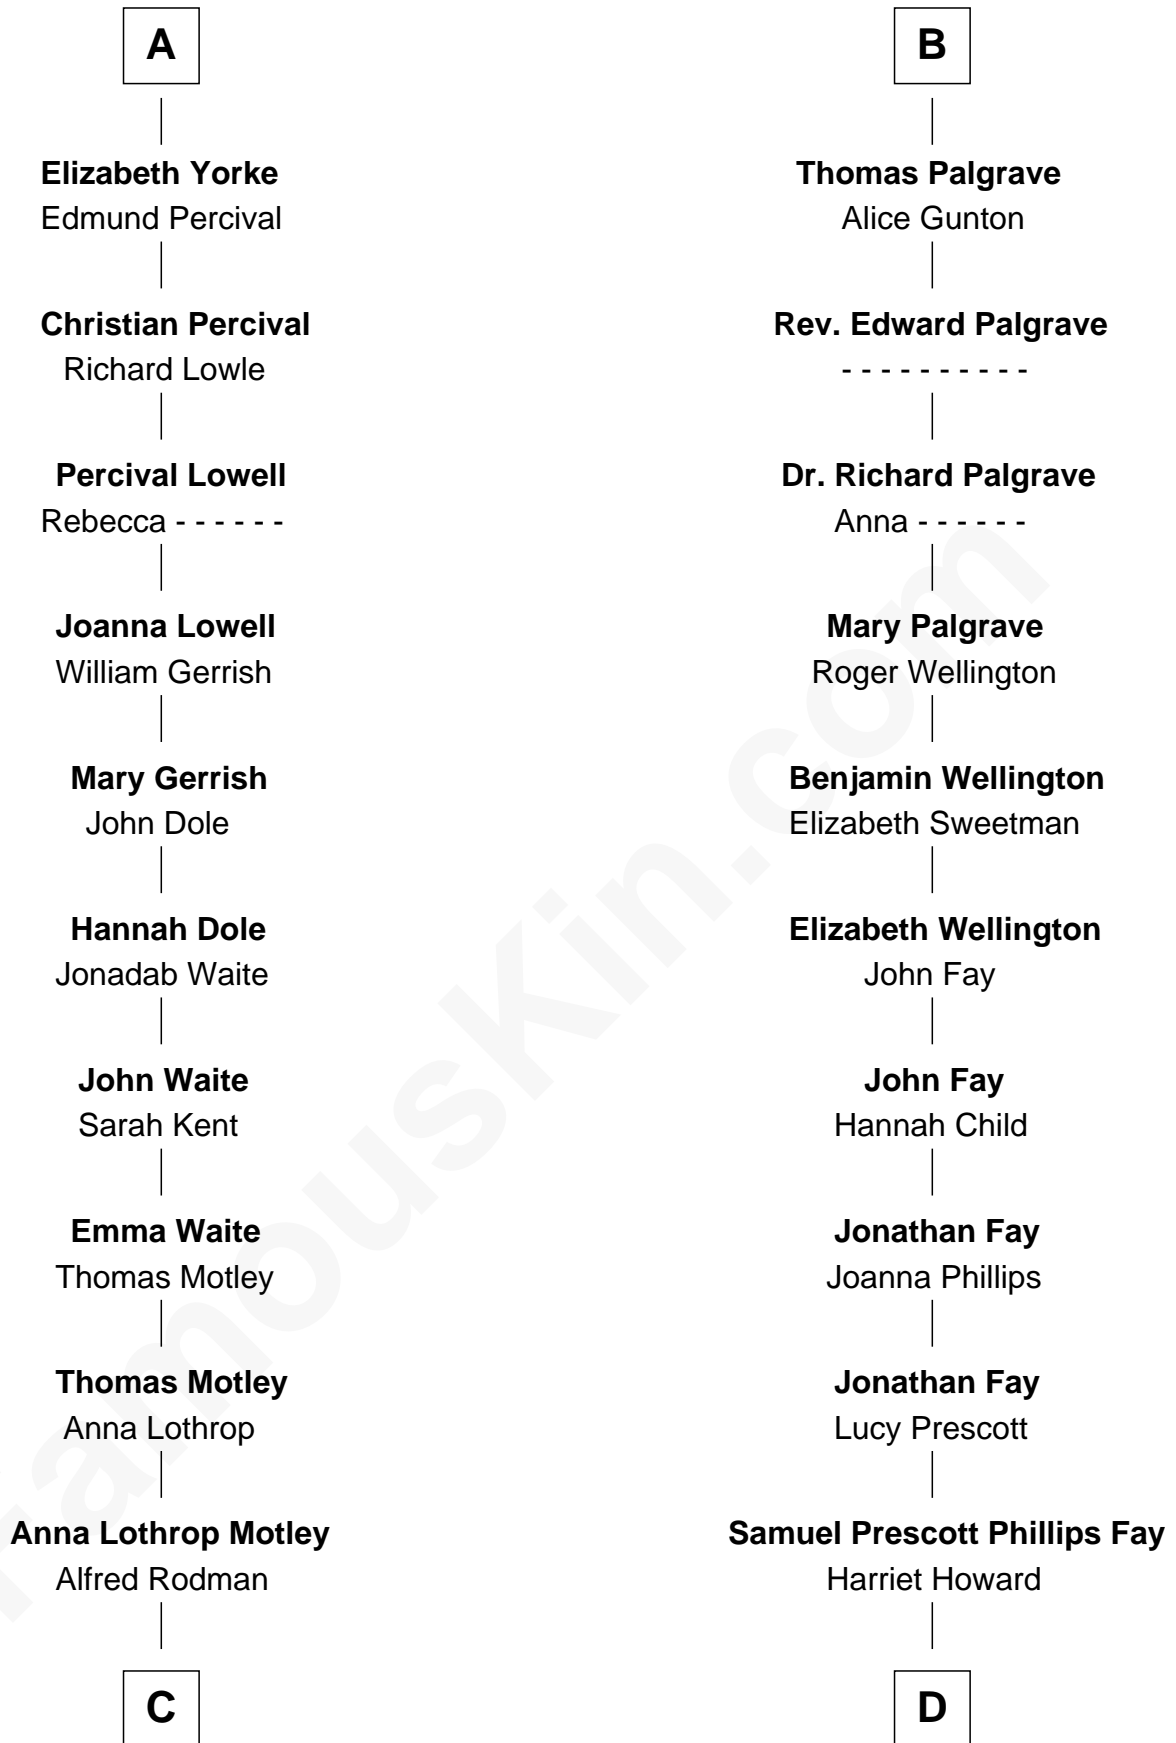 A
Elizabeth Yorke
Edmund Percival
Christian Percival
Richard Lowle
Percival Lowell
Rebecca - - - - - -
Joanna Lowell
William Gerrish
Mary Gerrish
John Dole
Hannah Dole
Jonadab Waite
John Waite
Sarah Kent
Emma Waite
Thomas Motley
Thomas Motley
Anna Lothrop
Anna Lothrop Motley
Alfred Rodman
C
B
Thomas Palgrave
Alice Gunton
Rev. Edward Palgrave
- - - - - - - - - -
Dr. Richard Palgrave
Anna - - - - - -
Mary Palgrave
Roger Wellington
Benjamin Wellington
Elizabeth Sweetman
Elizabeth Wellington
John Fay
John Fay
Hannah Child
Jonathan Fay
Joanna Phillips
Jonathan Fay
Lucy Prescott
Samuel Prescott Phillips Fay
Harriet Howard
D
FamousKin.com